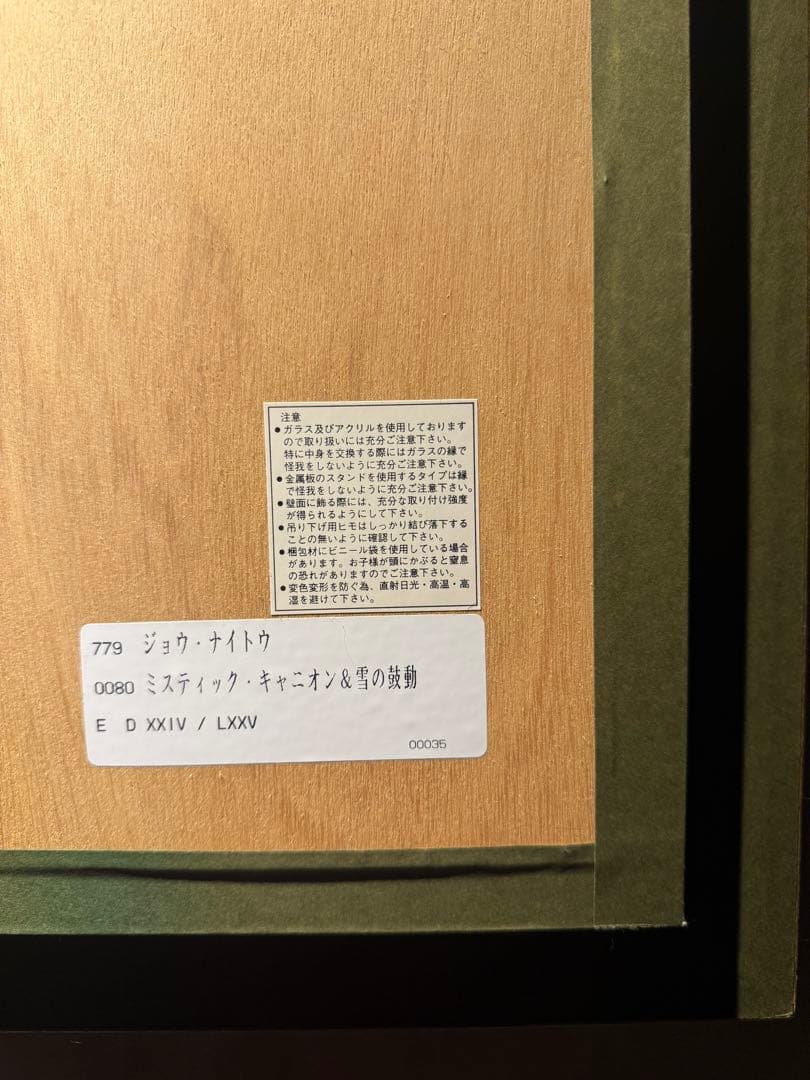 注意
●ガラス及びアクリルを使用しております
ので取り扱いには充分ご注意下さい。
特に中身を交換する際にはガラスの縁で
怪我をしないように充分ご注意下さい。
●金属板のスタンドを使用するタイプは縁
で怪我をしないように充分ご注意下さい。
●壁面に飾る際には、充分な取り付け強度
が得られるようにして下さい。
●吊り下げ用ヒモはしっかり結び落下する
ことの無いように確認して下さい。
●梱包材にビニール袋を使用している場合
があります。お子様が頭にかぶると窒息
の恐れがありますのでご注意下さい。
●変色変形を防ぐ為、直射日光・高温・高
湿を避けて下さい。
779 ジョウ・ナイトウ
0080 ミスティック・キャニオン&雪の鼓動
E D XXIV / LXXV
00035